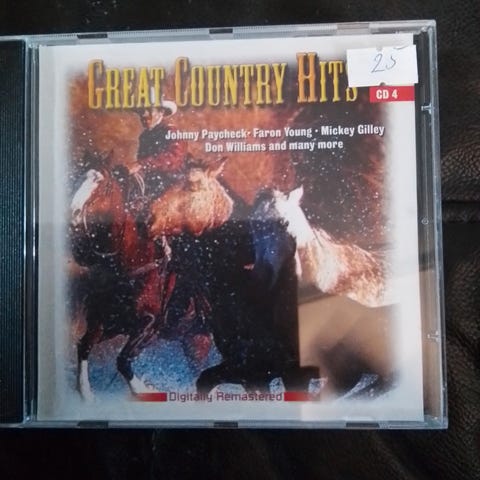 GREAT COUNTRY HITS
25
CD 4
Johnny Paycheck • Faron Young • Mickey Gilley
Don Williams and many more
Digitally Remastered